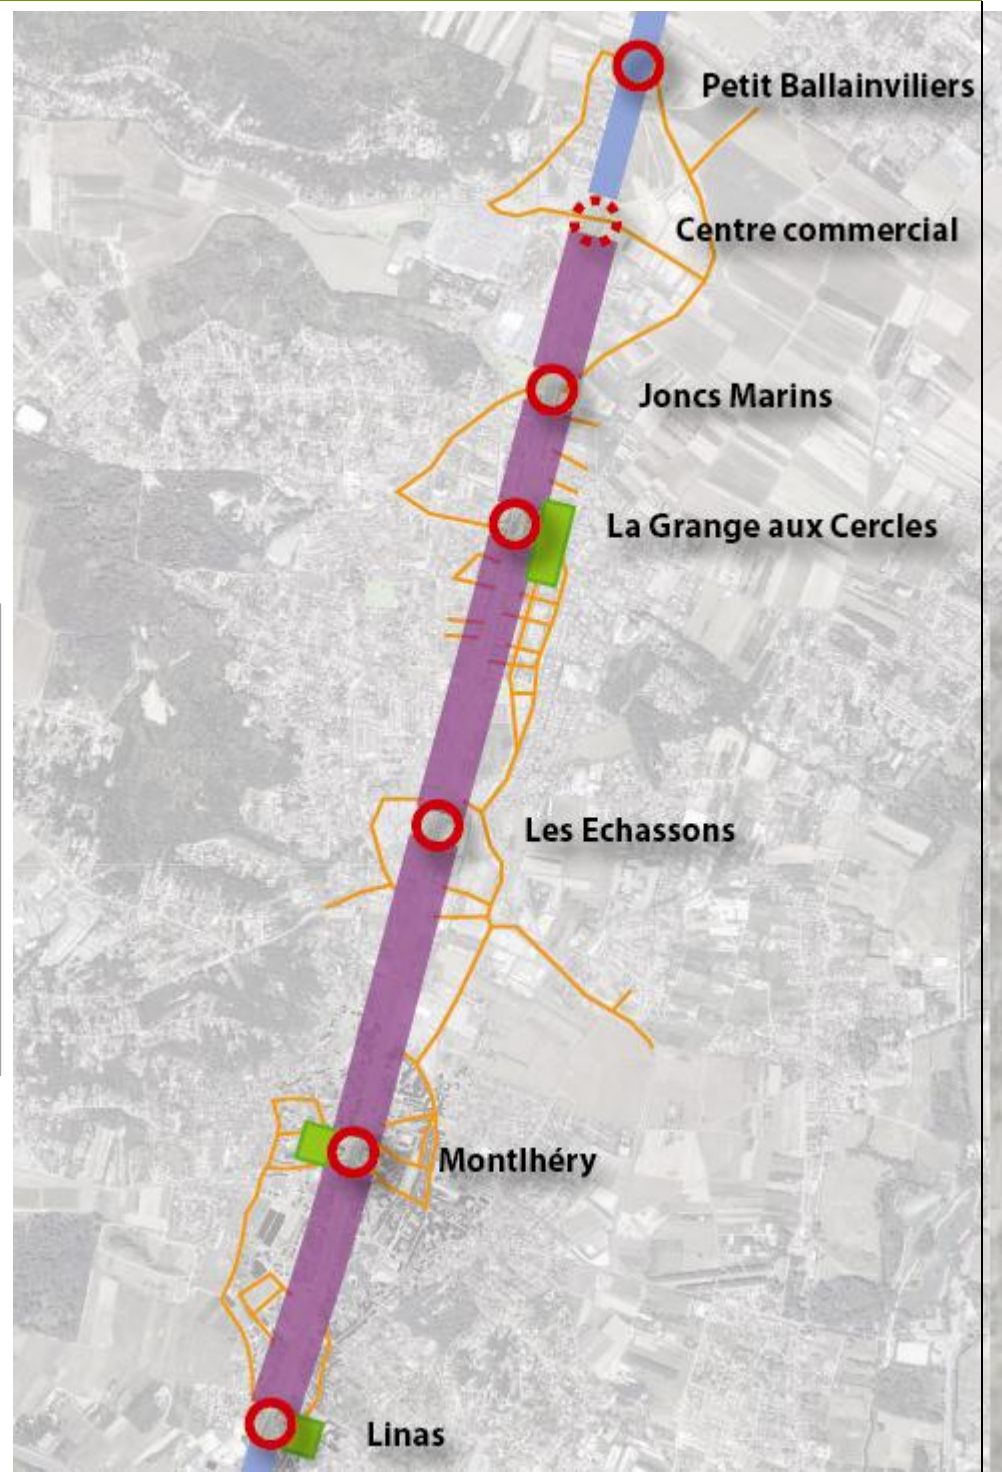 Petit Ballainviliers
Centre commercial
Joncs Marins
La Grange aux Cercles
Les Echassons
Montlhéry
Linas